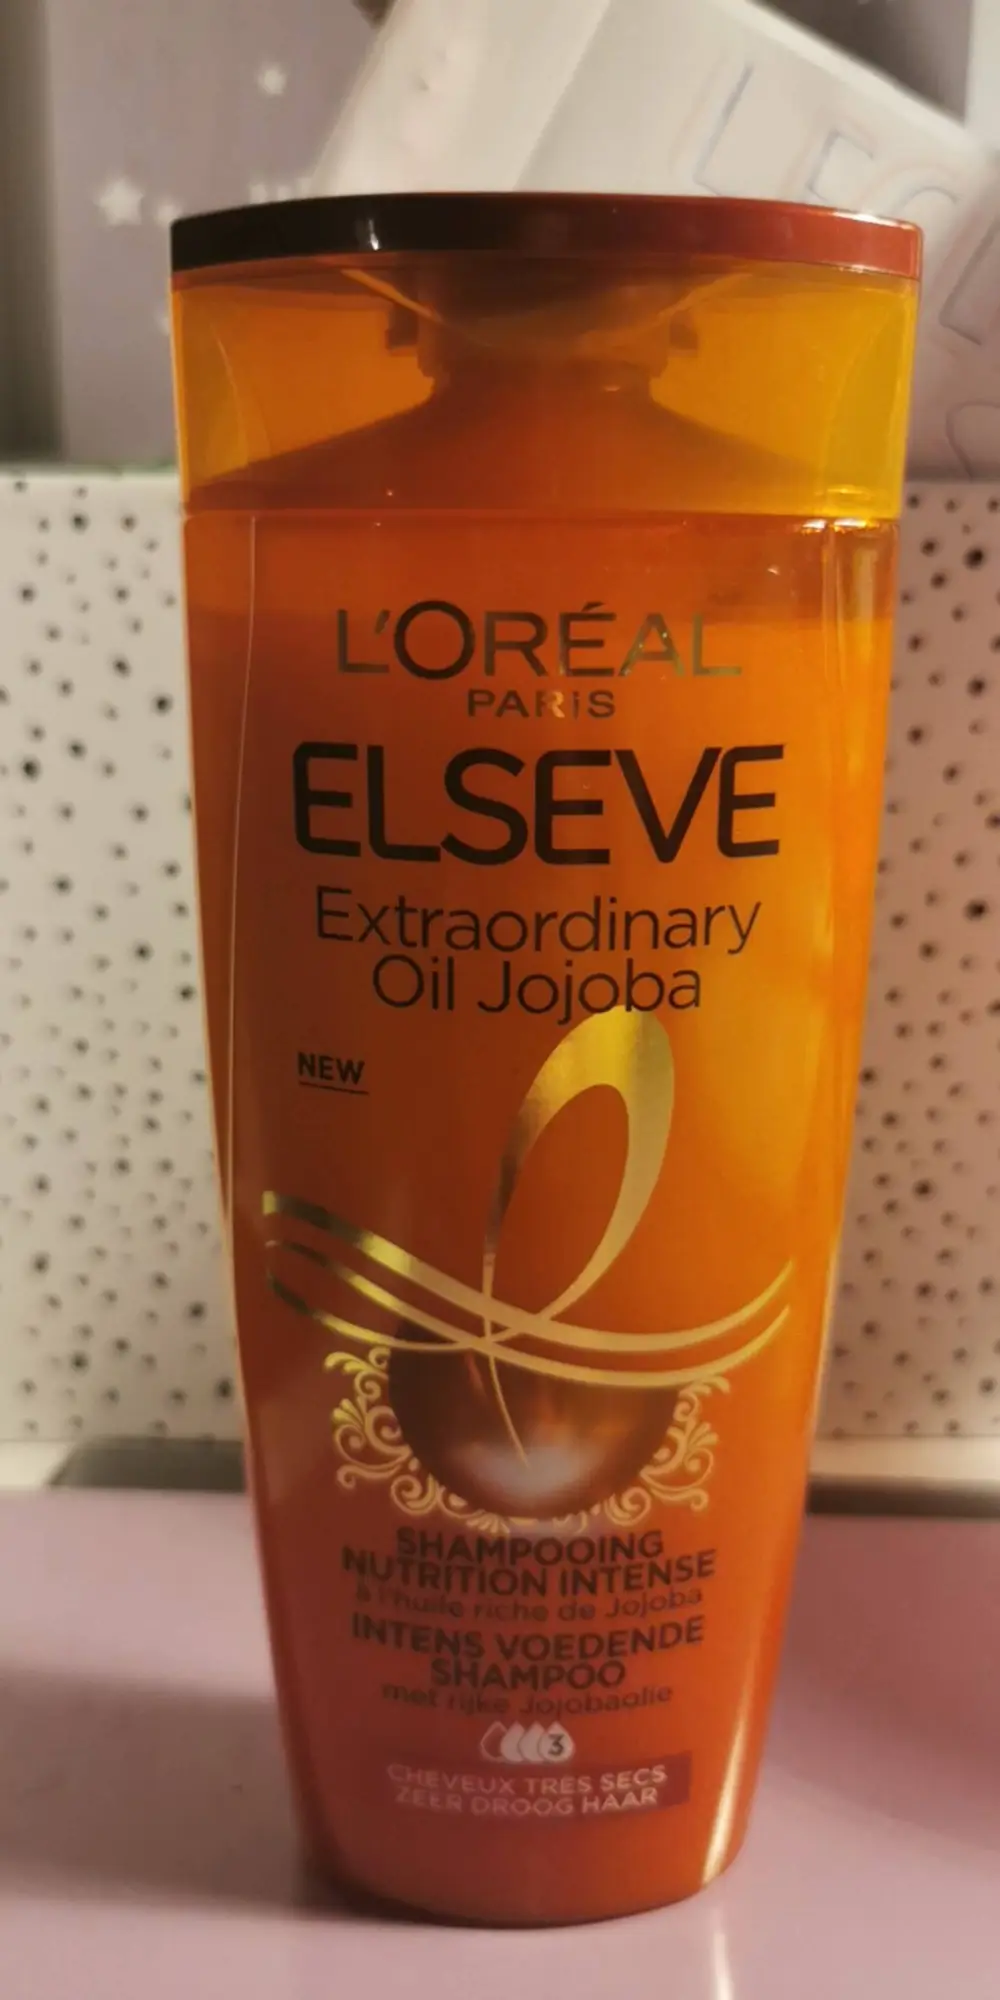 L'ORÉAL
PARIS
ELSEVE
Extraordinary
Oil Jojoba
NEW
SHAMPOOING
NUTRITION INTENSE
à l'huile riche de Jojoba
INTENS VOEDENDE
SHAMPOO
met rijke Jojobaolie
3
CHEVEUX TRÈS SECS
ZEER DROOG HAAR